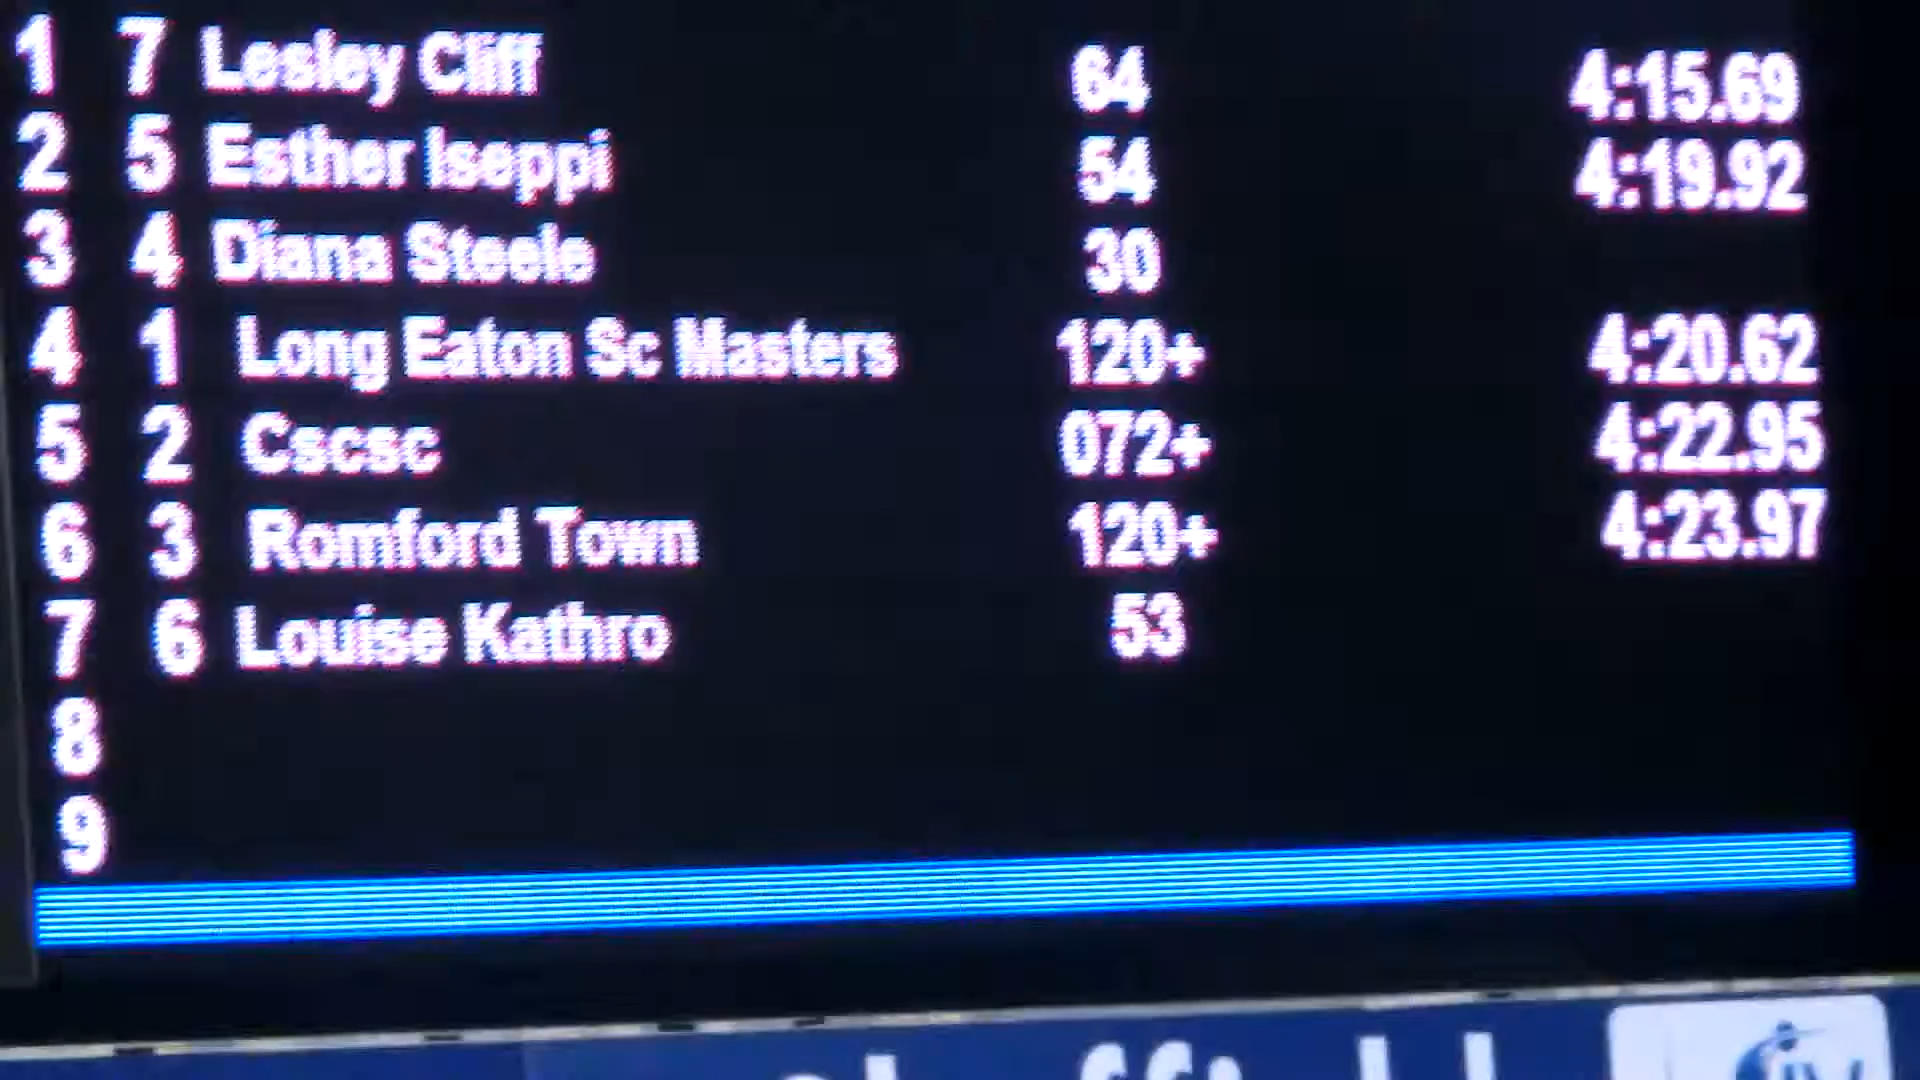 1 7 Lesley Cliff 64 4:15.69
2 5 Esther Iseppi 54 4:19.92
3 4 Diana Steele 30
4 1 Long Eaton Sc Masters 120+ 4:20.62
5 2 Cscsc 072+ 4:22.95
6 3 Romford Town 120+ 4:23.97
7 6 Louise Kathro 53
8
9